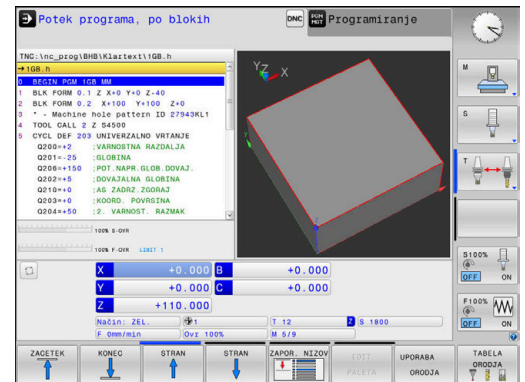 Potek programa, po blokih
DNC
PGM MGT
Programiranje
TNC:\nc_prog\BHB\Klartext\1GB.h
→1GB.h
0 BEGIN PGM 1GB MM
1 BLK FORM 0.1 Z X+0 Y+0 Z-40
2 BLK FORM 0.2 X+100 Y+100 Z+0
3 * - Machine hole pattern ID 27943KL1
4 TOOL CALL 2 Z S4500
5 CYCL DEF 203 UNIVERZALNO VRTANJE
Q200=+2 ;VARNOSTNA RAZDALJA
Q201=-25 ;GLOBINA
Q206=+150 ;POT.NAPR.GLOB.DOVAJ.
Q202=+5 ;DOVAJALNA GLOBINA
Q210=+0 ;AG ZADRZ.ZGORAJ
Q203=+0 ;KOORD. POVRSINA
Q204=+50 ;2. VARNOST. RAZMAK
Y Z X
Y
Z
X
100% S-OVR
100% F-OVR LIMIT 1
X +0.000 B +0.000
Y +0.000 C +0.000
Z +110.000
Način: ŽEL. 1 T 12 Z S 1800
F 0mm/min Ovr 100% M 5/9
M
S
T
S100%
OFF ON
F100%
OFF ON
ZAČETEK
KONEC
STRAN
STRAN
ZAPOR. NIZOV
EDIT PALETA
UPORABA ORODJA
TABELA ORODJA